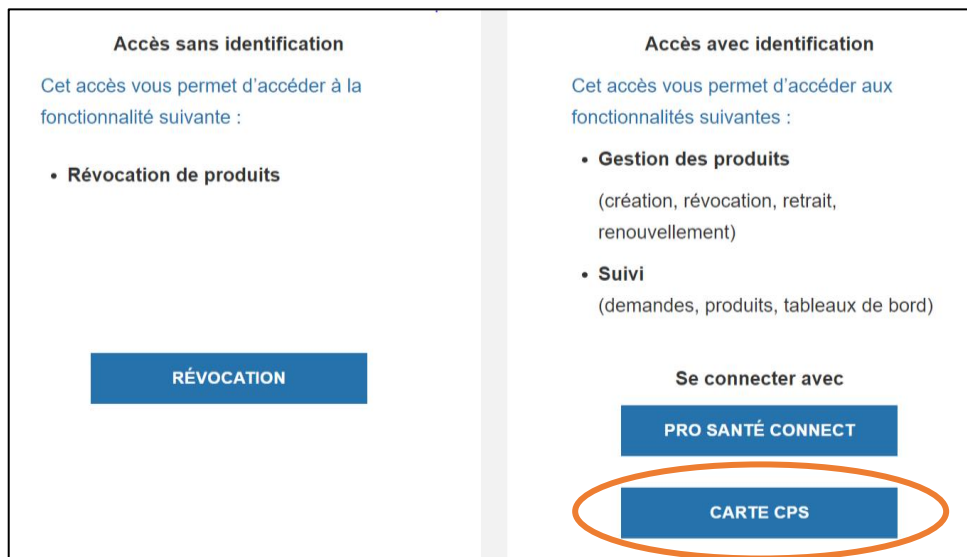 Accès sans identification
Cet accès vous permet d’accéder à la
fonctionnalité suivante :
• Révocation de produits
RÉVOCATION
Accès avec identification
Cet accès vous permet d’accéder aux
fonctionnalités suivantes :
• Gestion des produits
(création, révocation, retrait,
renouvellement)
• Suivi
(demandes, produits, tableaux de bord)
Se connecter avec
PRO SANTÉ CONNECT
CARTE CPS